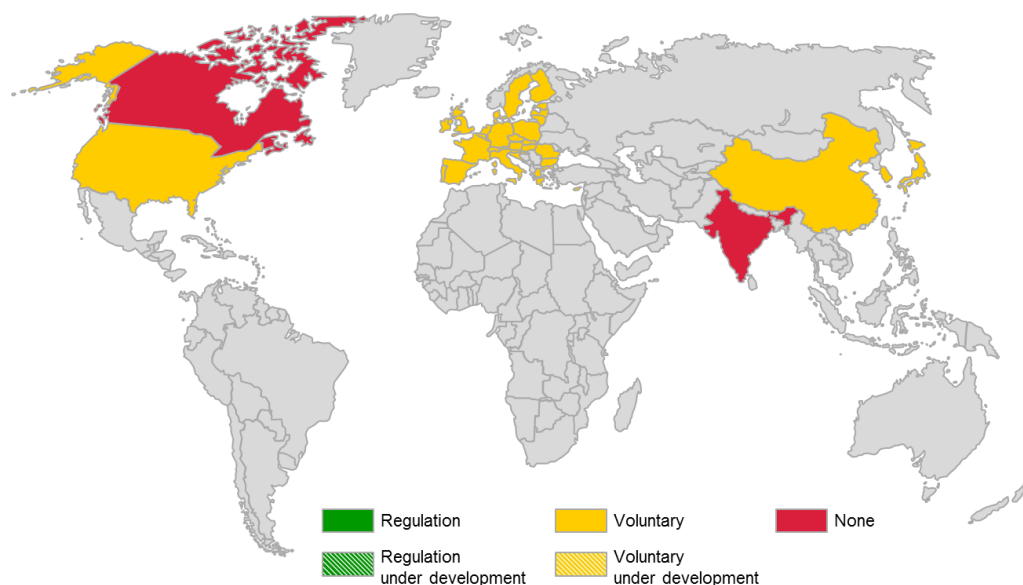 Regulation
Voluntary
None
Regulation
under development
Voluntary
under development